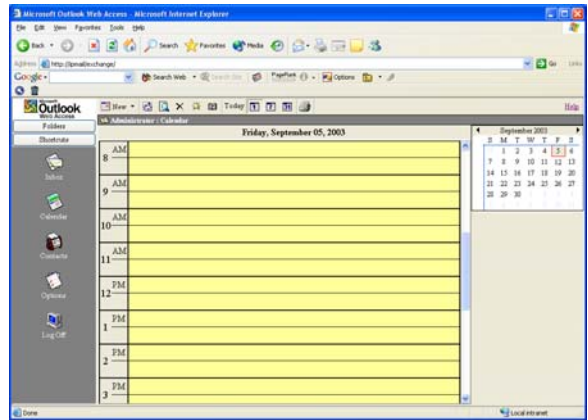 Microsoft Outlook Web Access - Microsoft Internet Explorer
File Edit View Favorites Tools Help
Back Search Favorites Media
Address Go Links
Google Search Web PageRank Options
Microsoft Outlook Web Access
New Today 1 7 31 Help
Folders
Shortcuts
Administrator : Calendar
Friday, September 05, 2003
September 2003
S M T W T F S
1 2 3 4 5 6
7 8 9 10 11 12 13
14 15 16 17 18 19 20
21 22 23 24 25 26 27
28 29 30
Inbox
Calendar
Contacts
Options
Log Off
8 AM
9 AM
10 AM
11 AM
12 PM
1 PM
2 PM
3 PM
Done Local intranet